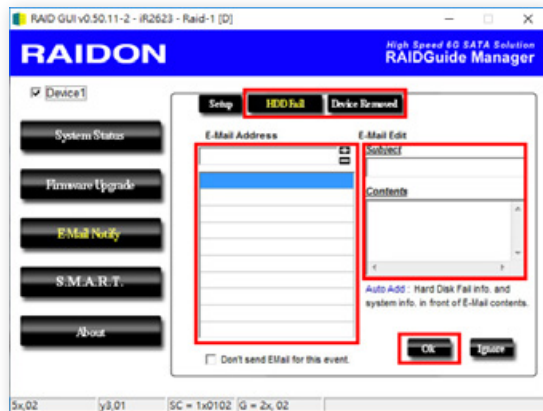 RAID GUI v0.50.11-2 - iR2623 - Raid-1 [D]
RAIDON
High Speed 6G SATA Solution
RAIDGuide Manager
Device1
Setup
HDD Fail
Device Removed
System Status
Firmware Upgrade
E-Mail Notify
S.M.A.R.T.
About
E-Mail Address
E-Mail Edit
Subject
Contents
Auto Add : Hard Disk Fail info. and
system info. in front of E-Mail contents.
Don't send EMail for this event.
Ok
Ignore
5x,02
y3,01
SC = 1x0102
G = 2x, 02